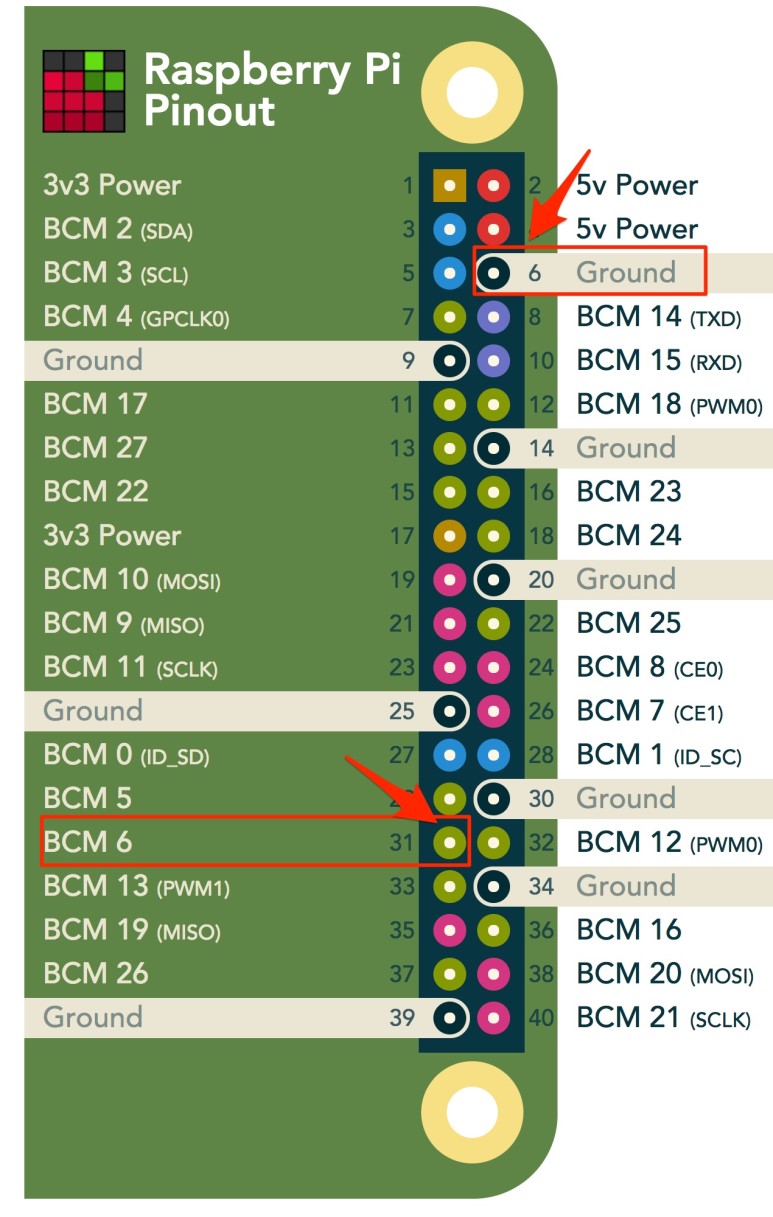 Raspberry Pi
Pinout
3v3 Power 1 2 5v Power
BCM 2 (SDA) 3 5v Power
BCM 3 (SCL) 5 6 Ground
BCM 4 (GPCLK0) 7 8 BCM 14 (TXD)
Ground 9 10 BCM 15 (RXD)
BCM 17 11 12 BCM 18 (PWM0)
BCM 27 13 14 Ground
BCM 22 15 16 BCM 23
3v3 Power 17 18 BCM 24
BCM 10 (MOSI) 19 20 Ground
BCM 9 (MISO) 21 22 BCM 25
BCM 11 (SCLK) 23 24 BCM 8 (CE0)
Ground 25 26 BCM 7 (CE1)
BCM 0 (ID_SD) 27 28 BCM 1 (ID_SC)
BCM 5 30 Ground
BCM 6 31 32 BCM 12 (PWM0)
BCM 13 (PWM1) 33 34 Ground
BCM 19 (MISO) 35 36 BCM 16
BCM 26 37 38 BCM 20 (MOSI)
Ground 39 40 BCM 21 (SCLK)